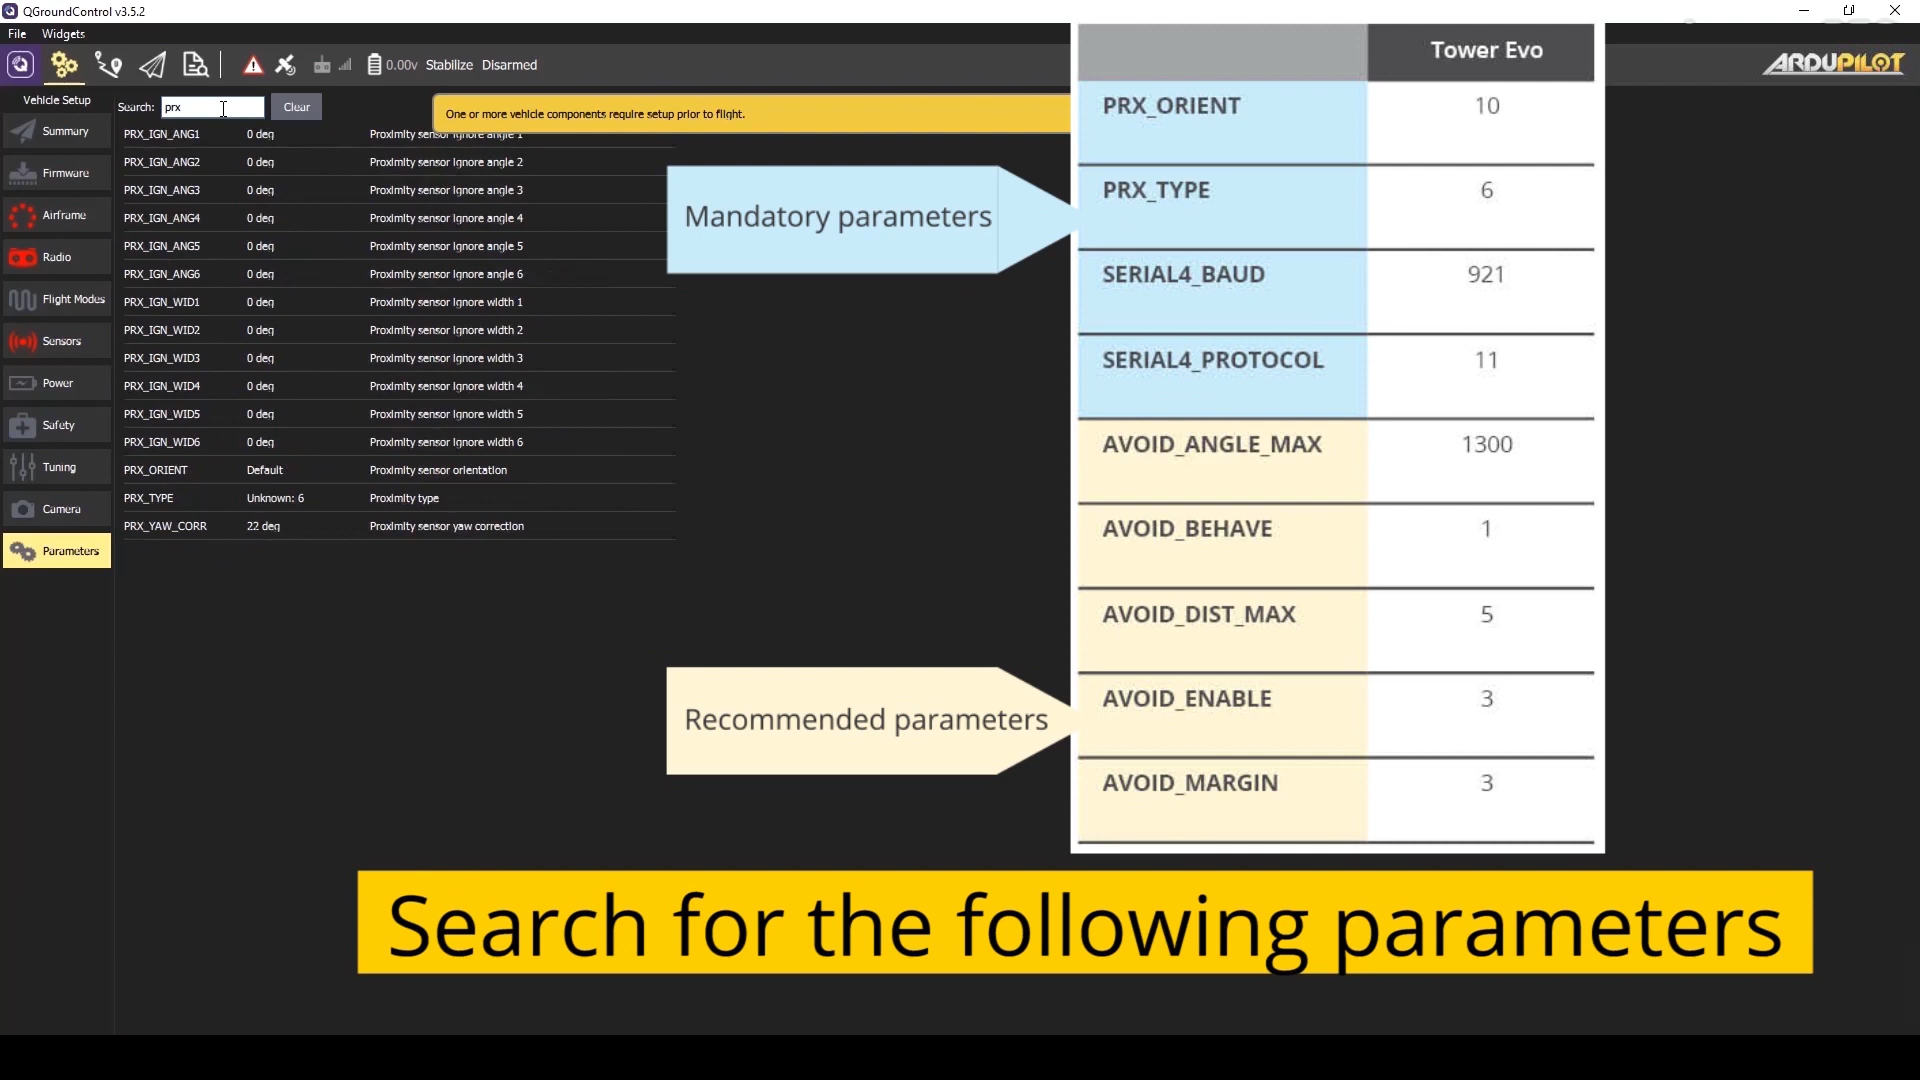 QGroundControl v3.5.2
File Widgets
0.00v Stabilize Disarmed
ARDUPILOT
Vehicle Setup
Summary
Firmware
Airframe
Radio
Flight Modes
Sensors
Power
Safety
Tuning
Camera
Parameters
Search: prx Clear
One or more vehicle components require setup prior to flight.
PRX_IGN_ANG1 0 deg Proximity sensor ignore angle 1
PRX_IGN_ANG2 0 deg Proximity sensor ignore angle 2
PRX_IGN_ANG3 0 deg Proximity sensor ignore angle 3
PRX_IGN_ANG4 0 deg Proximity sensor ignore angle 4
PRX_IGN_ANG5 0 deg Proximity sensor ignore angle 5
PRX_IGN_ANG6 0 deg Proximity sensor ignore angle 6
PRX_IGN_WID1 0 deg Proximity sensor ignore width 1
PRX_IGN_WID2 0 deg Proximity sensor ignore width 2
PRX_IGN_WID3 0 deg Proximity sensor ignore width 3
PRX_IGN_WID4 0 deg Proximity sensor ignore width 4
PRX_IGN_WID5 0 deg Proximity sensor ignore width 5
PRX_IGN_WID6 0 deg Proximity sensor ignore width 6
PRX_ORIENT Default Proximity sensor orientation
PRX_TYPE Unknown: 6 Proximity type
PRX_YAW_CORR 22 deg Proximity sensor yaw correction
Mandatory parameters
Recommended parameters
Tower Evo
PRX_ORIENT 10
PRX_TYPE 6
SERIAL4_BAUD 921
SERIAL4_PROTOCOL 11
AVOID_ANGLE_MAX 1300
AVOID_BEHAVE 1
AVOID_DIST_MAX 5
AVOID_ENABLE 3
AVOID_MARGIN 3
Search for the following parameters